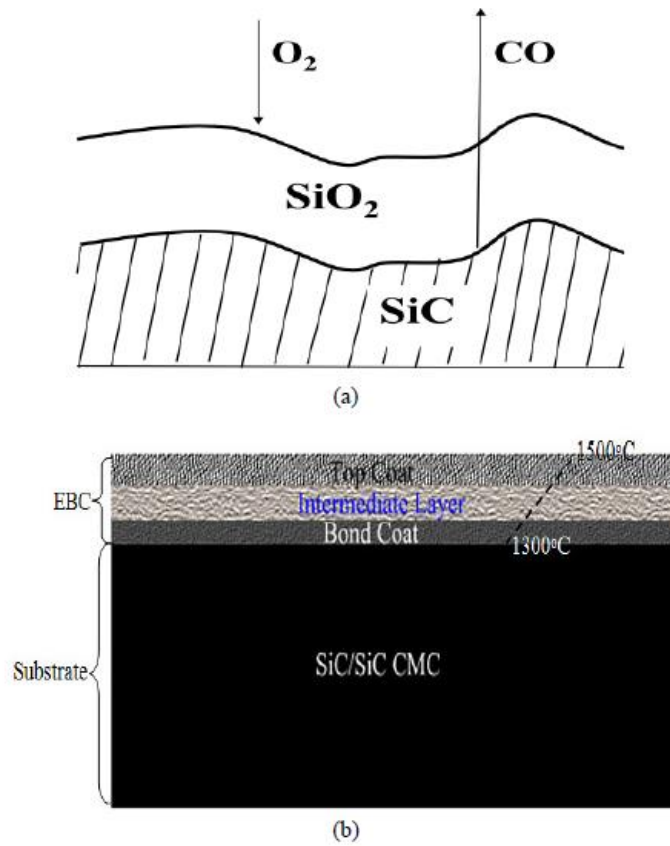 O₂ CO
SiO₂
SiC
(a)
1500°C
Top Coat
EBC
Intermediate Layer
Bond Coat
1300°C
Substrate
SiC/SiC CMC
(b)